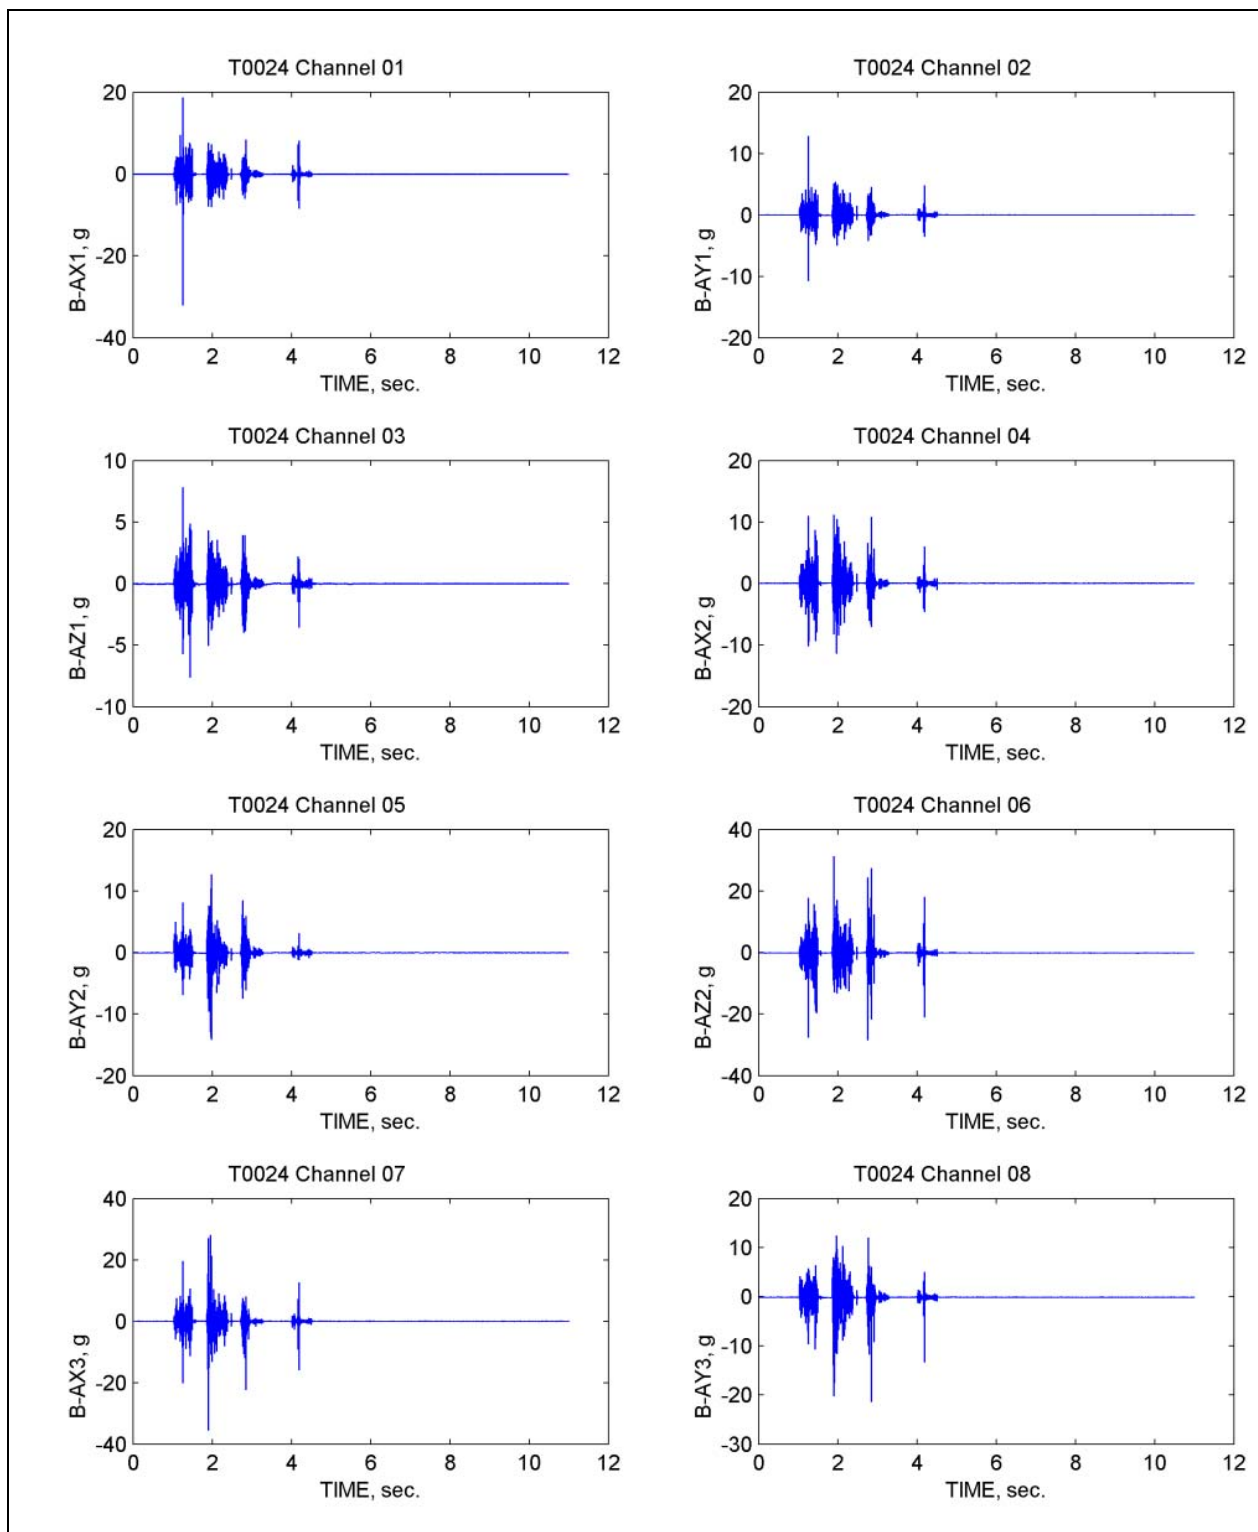 T0024 Channel 01
20
0
-20
-40
B-AX1, g
0 2 4 6 8 10 12
TIME, sec.
T0024 Channel 02
20
10
0
-10
-20
B-AY1, g
0 2 4 6 8 10 12
TIME, sec.
T0024 Channel 03
10
5
0
-5
-10
B-AZ1, g
0 2 4 6 8 10 12
TIME, sec.
T0024 Channel 04
20
10
0
-10
-20
B-AX2, g
0 2 4 6 8 10 12
TIME, sec.
T0024 Channel 05
20
10
0
-10
-20
B-AY2, g
0 2 4 6 8 10 12
TIME, sec.
T0024 Channel 06
40
20
0
-20
-40
B-AZ2, g
0 2 4 6 8 10 12
TIME, sec.
T0024 Channel 07
40
20
0
-20
-40
B-AX3, g
0 2 4 6 8 10 12
TIME, sec.
T0024 Channel 08
20
10
0
-10
-20
-30
B-AY3, g
0 2 4 6 8 10 12
TIME, sec.